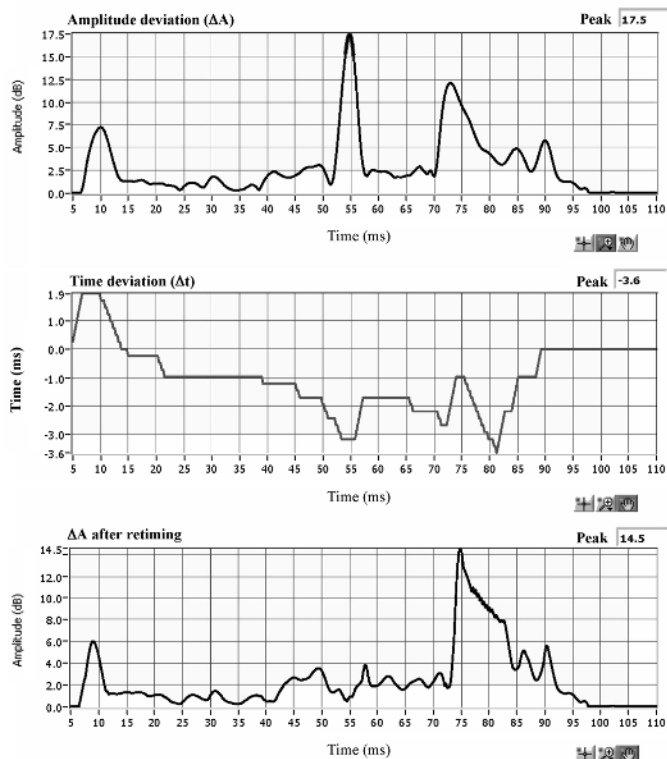 Amplitude deviation (ΔA) Peak 17.5
17.5
15.0
12.5
10.0
7.5
5.0
2.5
0.0
Amplitude (dB)
5 10 15 20 25 30 35 40 45 50 55 60 65 70 75 80 85 90 95 100 105 110
Time (ms)
Time deviation (Δt) Peak -3.6
1.9
1.0
0.0
-1.0
-2.0
-3.0
-3.6
Time (ms)
5 10 15 20 25 30 35 40 45 50 55 60 65 70 75 80 85 90 95 100 105 110
Time (ms)
ΔA after retiming Peak 14.5
14.5
12.0
10.0
8.0
6.0
4.0
2.0
0.0
Amplitude (dB)
5 10 15 20 25 30 35 40 45 50 55 60 65 70 75 80 85 90 95 100 105 110
Time (ms)